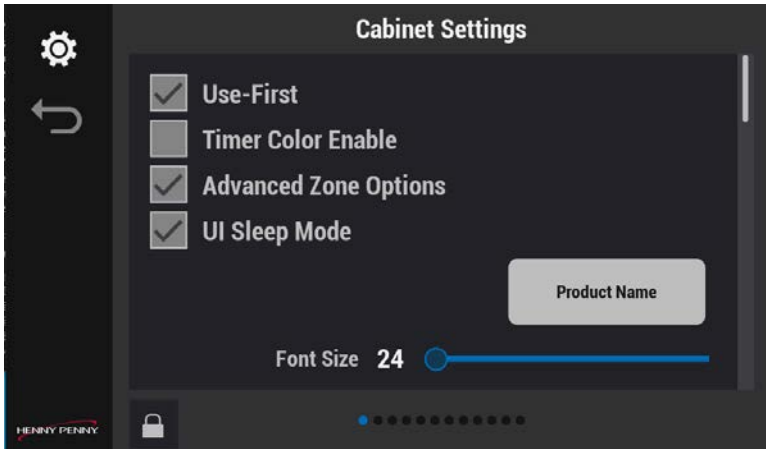 Cabinet Settings
Use-First
Timer Color Enable
Advanced Zone Options
UI Sleep Mode
Product Name
Font Size 24
HENNY PENNY